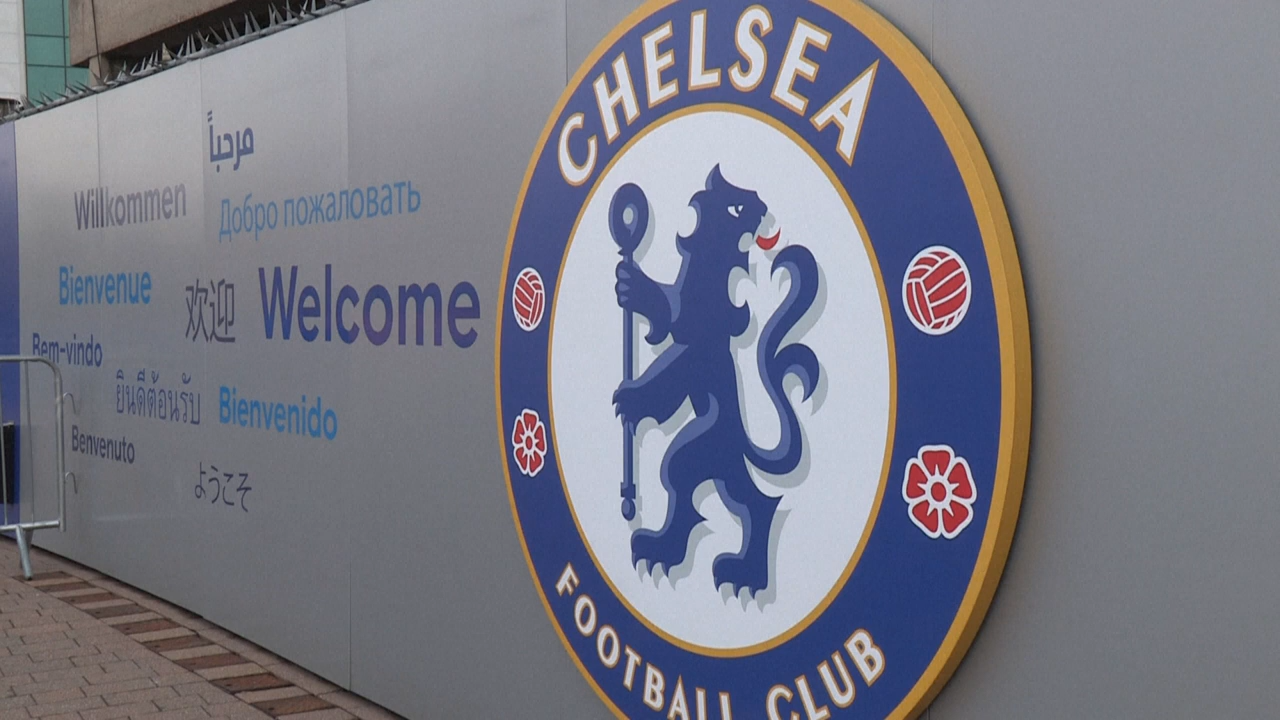 مرحباً
Willkommen
Добро пожаловать
Bienvenue
欢迎
Welcome
Bem-vindo
ยินดีต้อนรับ
Bienvenido
Benvenuto
ようこそ
CHELSEA
FOOTBALL CLUB